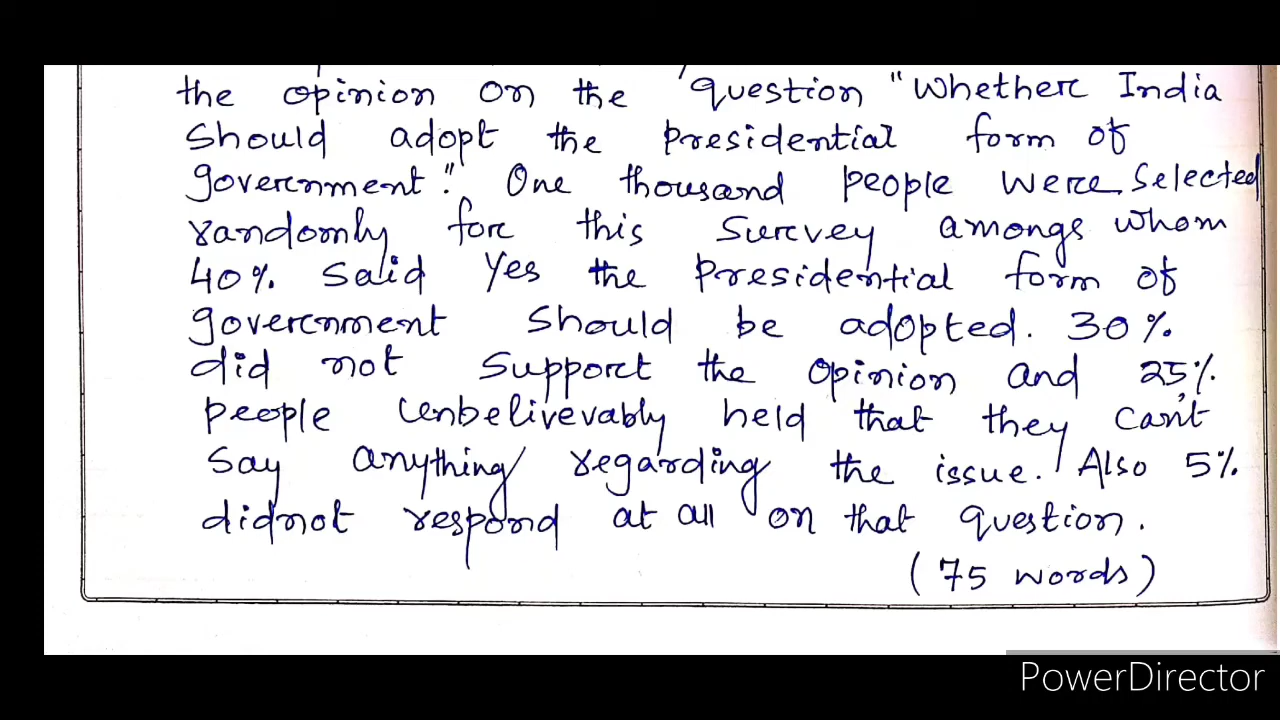 the opinion on the question "Whether India
should adopt the presidential form of
government." One thousand people were selected
randomly for this survey amongs whom
40% said Yes the presidential form of
government should be adopted. 30%
did not support the opinion and 25%
people unbelivevably held that they can't
say anything regarding the issue. Also 5%
didnot respond at all on that question.
(75 words)
PowerDirector